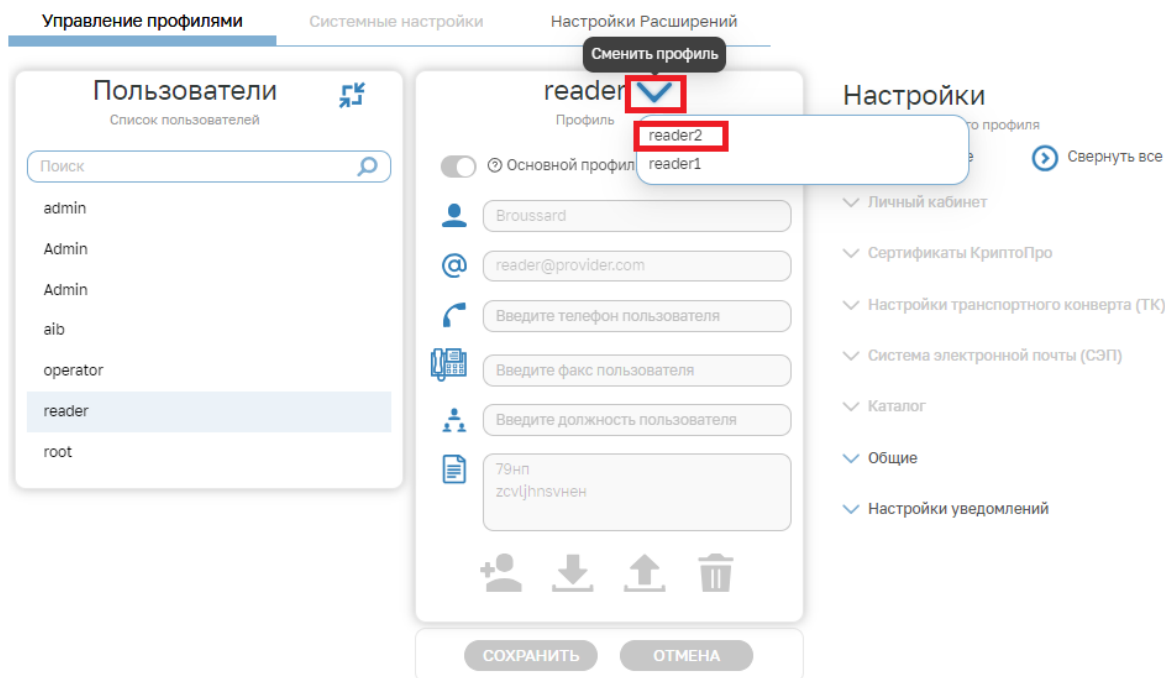 Управление профилями
Системные настройки
Настройки Расширений
Сменить профиль
Пользователи
Список пользователей
Поиск
admin
Admin
Admin
aib
operator
reader
root
reader
Профиль
reader2
reader1
Основной профил
Broussard
reader@provider.com
Введите телефон пользователя
Введите факс пользователя
Введите должность пользователя
79нп
zcvljhnsvнен
СОХРАНИТЬ
ОТМЕНА
Настройки
го профиля
е
Свернуть все
Личный кабинет
Сертификаты КриптоПро
Настройки транспортного конверта (ТК)
Система электронной почты (СЭП)
Каталог
Общие
Настройки уведомлений